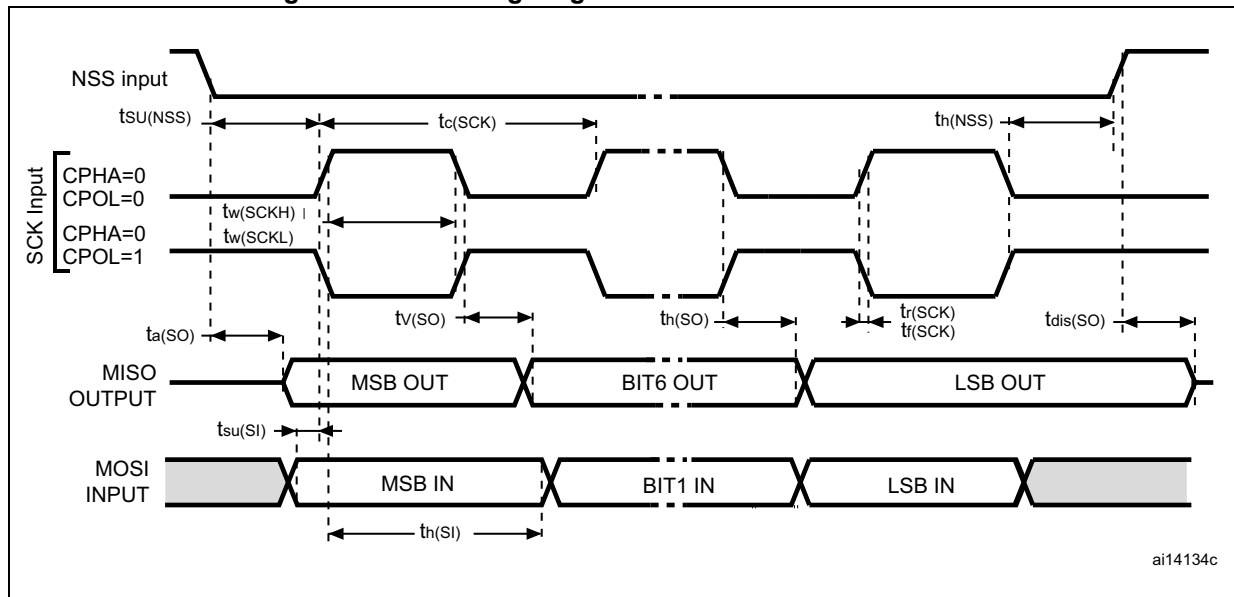 NSS input
tSU(NSS)
tc(SCK)
th(NSS)
SCK Input
CPHA=0
CPOL=0
tw(SCKH)
CPHA=0
tw(SCKL)
CPOL=1
ta(SO)
tV(SO)
th(SO)
tr(SCK)
tf(SCK)
tdis(SO)
MISO
OUTPUT
MSB OUT
BIT6 OUT
LSB OUT
tsu(SI)
MOSI
INPUT
MSB IN
BIT1 IN
LSB IN
th(SI)
ai14134c